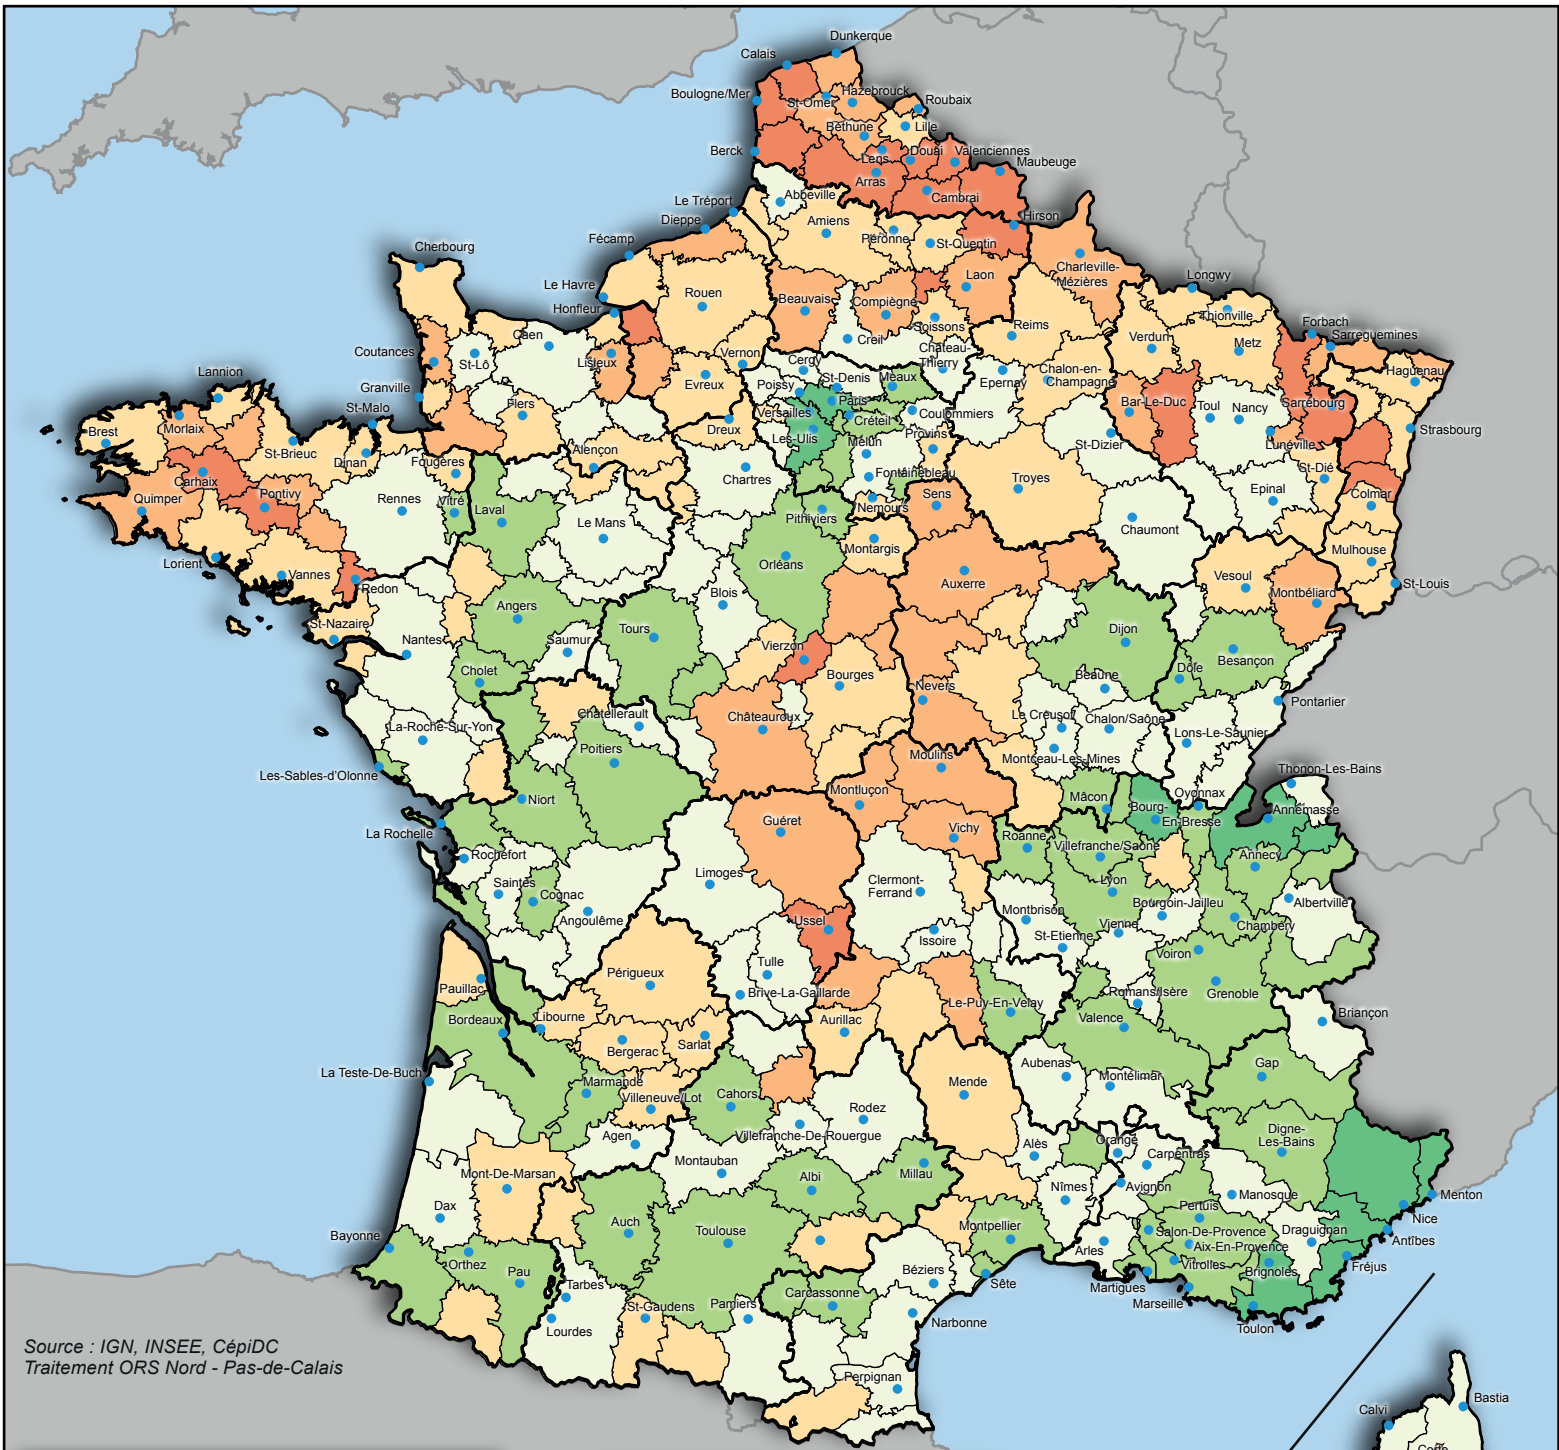 Dunkerque
Calais
Boulogne/Mer
St-Omer
Hazebrouck
Roubaix
Béthune
Lille
Berck
Lens
Douai
Valenciennes
Maubeuge
Arras
Cambrai
Le Tréport
Abbeville
Dieppe
Amiens
Hirson
Péronne
St-Quentin
Fécamp
Cherbourg
Charleville-
Mézières
Laon
Longwy
Le Havre
Rouen
Beauvais
Compiègne
Honfleur
Soissons
Thionville
Caen
Reims
Verdun
Metz
Forbach
Sarreguemines
Creil
Coutances
St-Lô
Lisieux
Vernon
Château-
Thierry
Cergy
Evreux
Poissy
St-Denis
Meaux
Epernay
Chalon-en-
Champagne
Haguenau
Lannion
Granville
St-Malo
Flers
Versailles
Paris
Coulommiers
Bar-Le-Duc
Toul
Nancy
Sarrebourg
Morlaix
Brest
Dreux
Créteil
Les-Ulis
Melun
Provins
St-Dizier
Lunéville
Strasbourg
St-Brieuc
Dinan
Fougères
Alençon
Fontainebleau
St-Dié
Carhaix
Chartres
Troyes
Epinal
Quimper
Pontivy
Rennes
Vitré
Laval
Le Mans
Nemours
Sens
Colmar
Pithiviers
Chaumont
Lorient
Vannes
Orléans
Montargis
Mulhouse
Redon
Auxerre
Vesoul
St-Louis
Montbéliard
Blois
Angers
St-Nazaire
Nantes
Saumur
Tours
Dijon
Vierzon
Besançon
Cholet
Bourges
Dole
Beaune
Nevers
Pontarlier
La-Roche-Sur-Yon
Châtellerault
Châteauroux
Le Creusot
Chalon/Saône
Lons-Le-Saunier
Poitiers
Montceau-Les-Mines
Les-Sables-d'Olonne
Moulins
Thonon-Les-Bains
Niort
Montluçon
Mâcon
Bourg-
En-Bresse
Oyonnax
Annemasse
La Rochelle
Guéret
Vichy
Roanne
Villefranche/Saône
Annecy
Rochefort
Limoges
Clermont-
Ferrand
Saintes
Cognac
Lyon
Angoulême
Montbrison
Bourgoin-Jailleu
Albertville
Ussel
Vienne
Chambéry
Issoire
St-Etienne
Tulle
Voiron
Périgueux
Pauillac
Brive-La-Gaillarde
Le-Puy-En-Velay
Romans/Isère
Grenoble
Bordeaux
Libourne
Aurillac
Valence
Briançon
Bergerac
Sarlat
La Teste-De-Buch
Aubenas
Gap
Marmande
Mende
Montélimar
Villeneuve/Lot
Cahors
Rodez
Agen
Villefranche-De-Rouergue
Digne-
Les-Bains
Alès
Orange
Montauban
Carpentras
Mont-De-Marsan
Albi
Millau
Nîmes
Avignon
Manosque
Menton
Dax
Nice
Pertuis
Auch
Toulouse
Montpellier
Salon-De-Provence
Draguignan
Bayonne
Antîbes
Arles
Aix-En-Provence
Orthez
Pau
Vitrolles
Brignoles
Fréjus
Béziers
Tarbes
Sète
Martigues
Carcassonne
St-Gaudens
Pamiers
Marseille
Lourdes
Narbonne
Toulon
Source : IGN, INSEE, CépiDC
Traitement ORS Nord - Pas-de-Calais
Perpignan
Bastia
Calvi